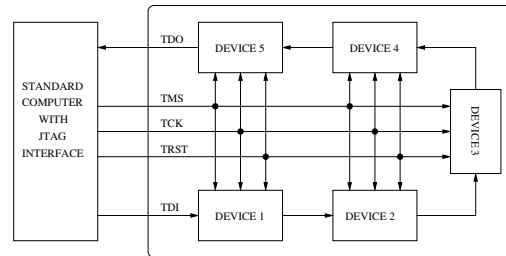 TDO
DEVICE 5
DEVICE 4
STANDARD
COMPUTER
WITH
JTAG
INTERFACE
TMS
TCK
TRST
DEVICE 3
TDI
DEVICE 1
DEVICE 2